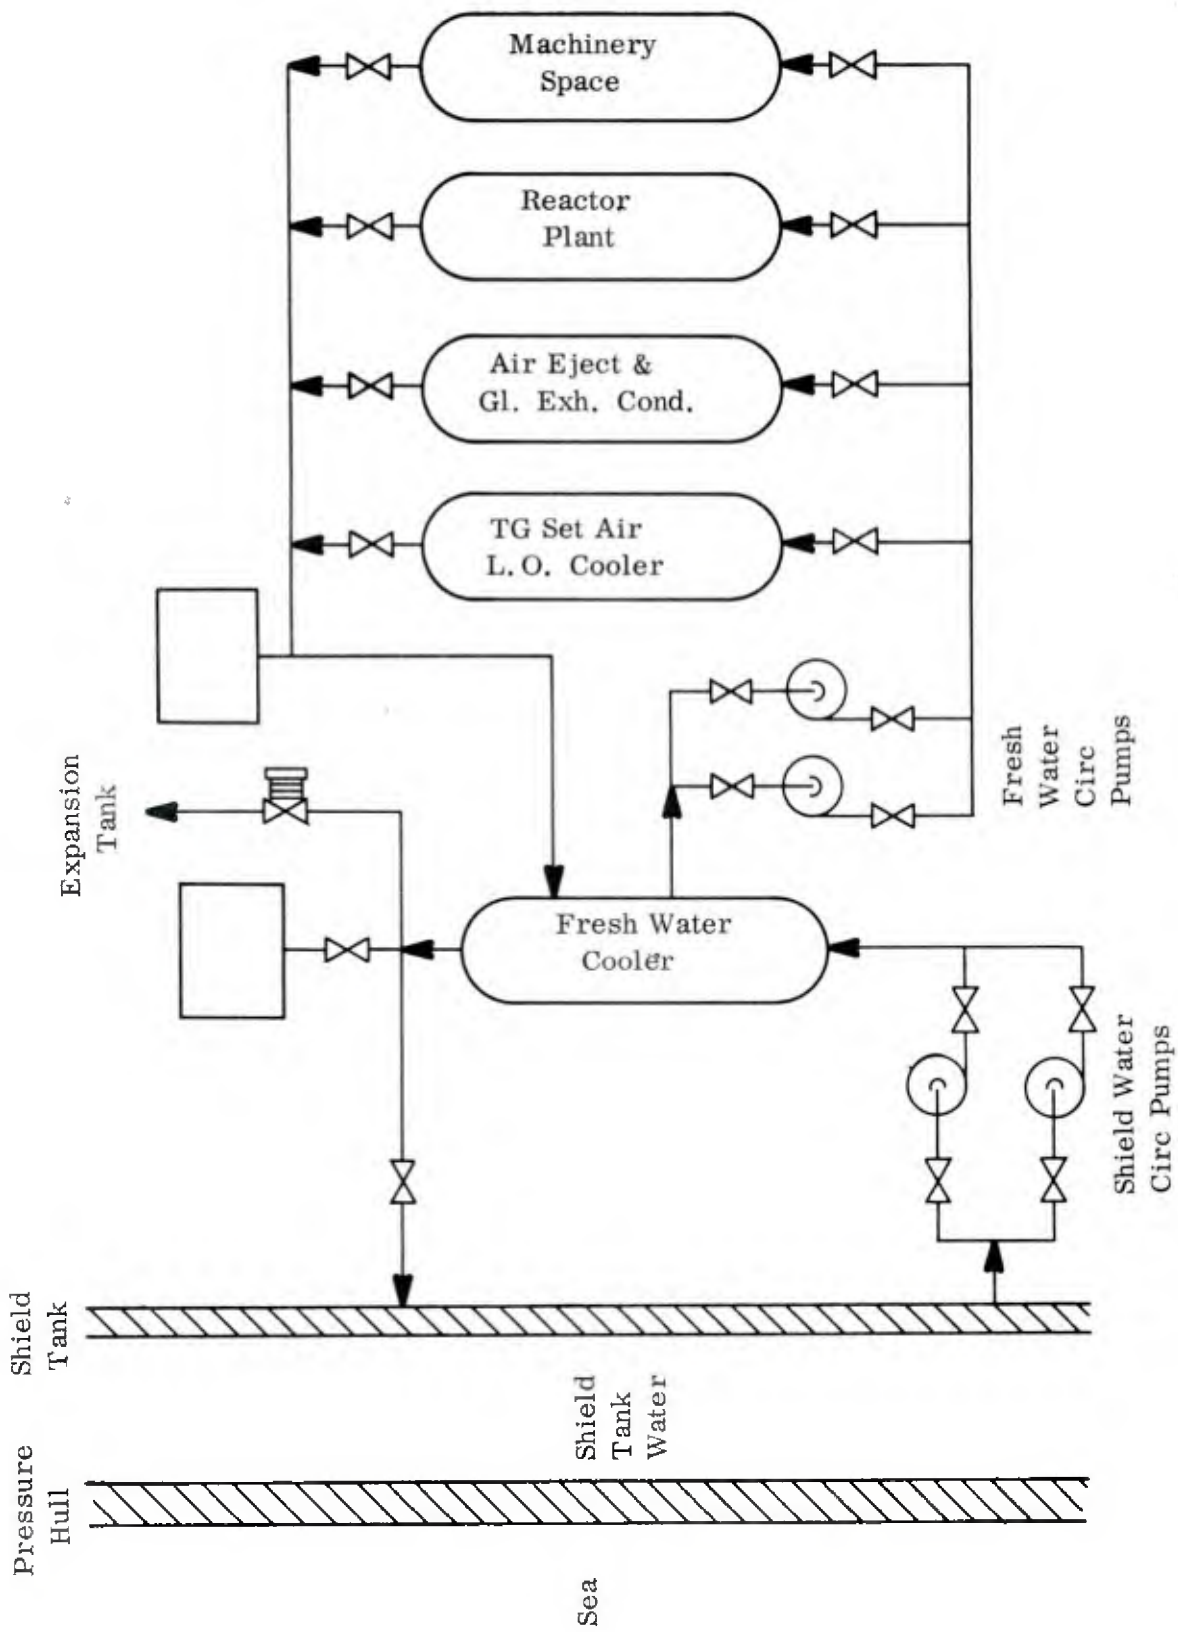 Machinery
Space
Reactor
Plant
Air Eject &
Gl. Exh. Cond.
TG Set Air
L.O. Cooler
Expansion
Tank
Fresh
Water
Circ
Pumps
Fresh Water
Cooler
Shield Water
Circ Pumps
Shield
Tank
Shield
Tank
Water
Pressure
Hull
Sea